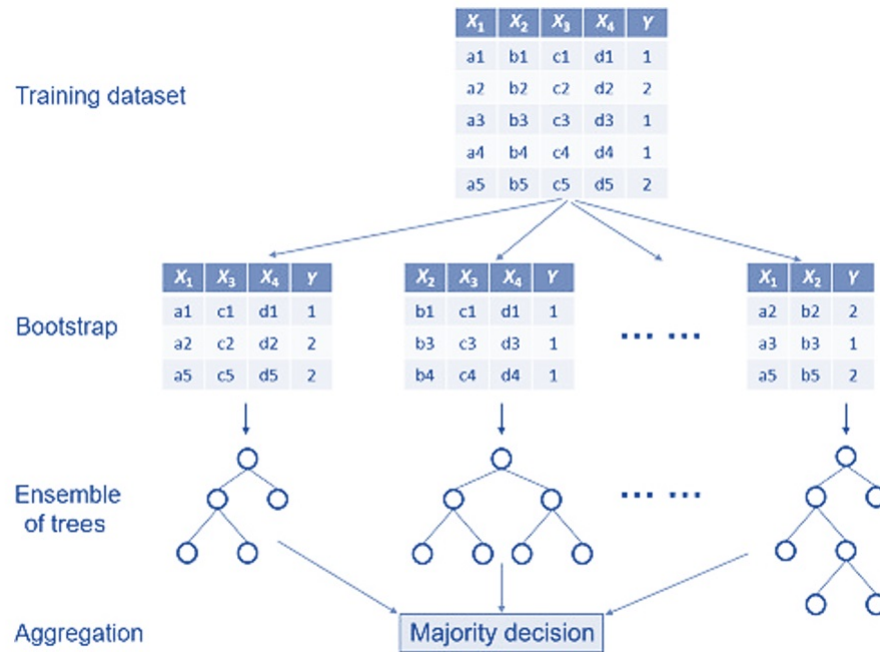 X1 X2 X3 X4 Y
a1 b1 c1 d1 1
Training dataset
a2 b2 c2 d2 2
a3 b3 c3 d3 1
a4 b4 c4 d4 1
a5 b5 c5 d5 2
Bootstrap
X1 X3 X4 Y
a1 c1 d1 1
a2 c2 d2 2
a5 c5 d5 2
X2 X3 X4 Y
b1 c1 d1 1
b3 c3 d3 1
b4 c4 d4 1
... ...
X1 X2 Y
a2 b2 2
a3 b3 1
a5 b5 2
Ensemble
of trees
... ...
Aggregation
Majority decision